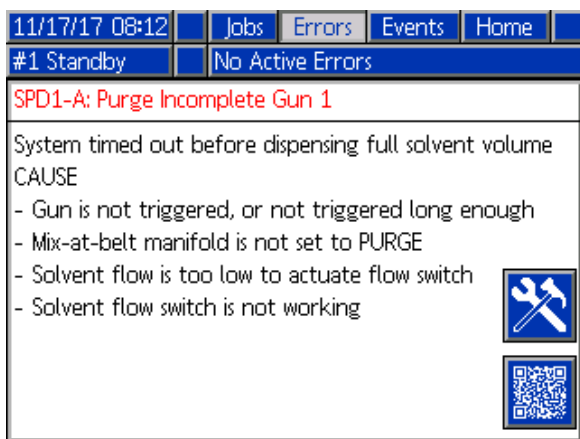 11/17/17 08:12 Jobs Errors Events Home
#1 Standby No Active Errors
SPD1-A: Purge Incomplete Gun 1
System timed out before dispensing full solvent volume
CAUSE
- Gun is not triggered, or not triggered long enough
- Mix-at-belt manifold is not set to PURGE
- Solvent flow is too low to actuate flow switch
- Solvent flow switch is not working